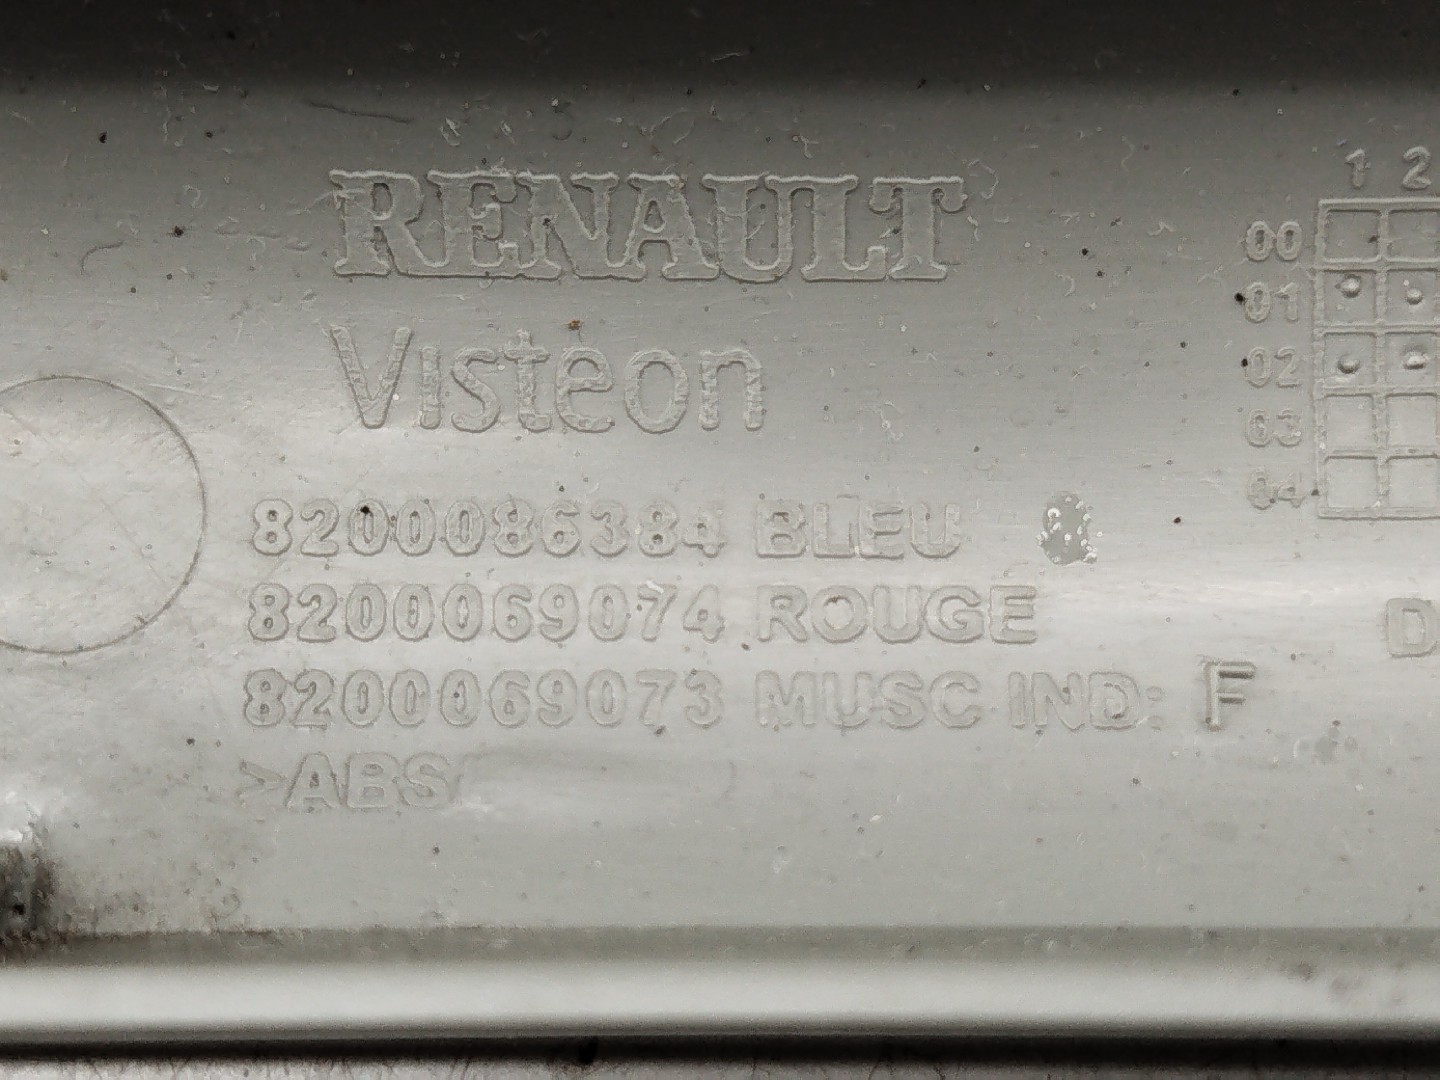 RENAULT
Visteon
8200086384 BLEU
8200069074 ROUGE
8200069073 MUSC IND: F
>ABS
1 2
00
01
02
03
04
D